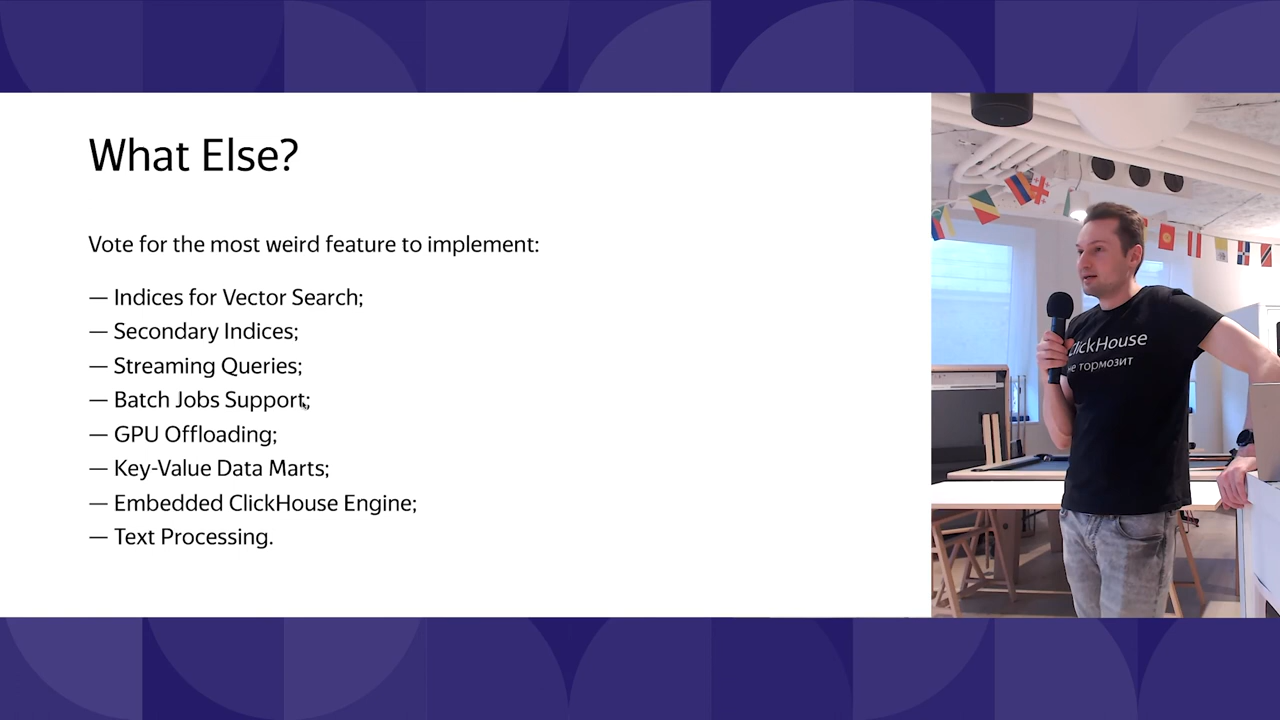 What Else?
Vote for the most weird feature to implement:
— Indices for Vector Search;
— Secondary Indices;
— Streaming Queries;
— Batch Jobs Support;
— GPU Offloading;
— Key-Value Data Marts;
— Embedded ClickHouse Engine;
— Text Processing.
ClickHouse
не тормозит